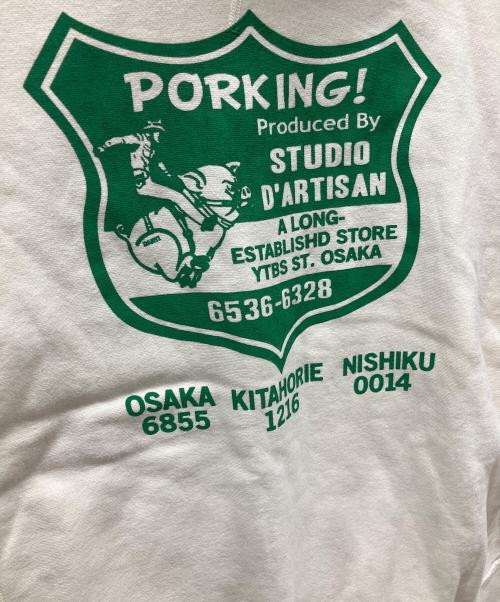 PORKING!
Produced By
STUDIO
D'ARTISAN
A LONG-
ESTABLISHD STORE
YTBS ST. OSAKA
6536-6328
OSAKA KITAHORIE NISHIKU
6855 1216 0014